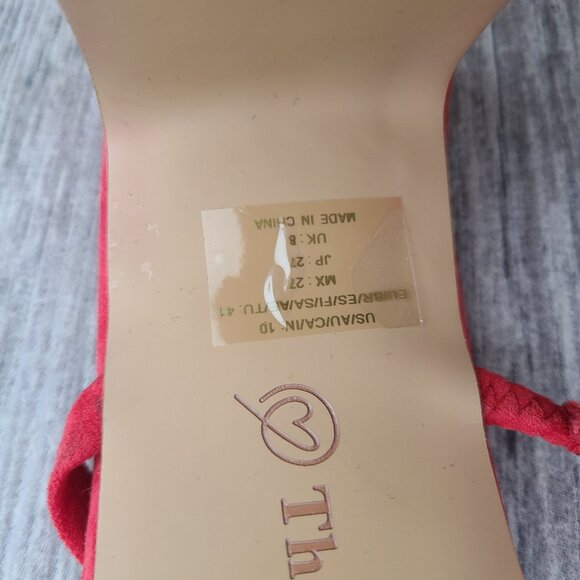 US/AU/CA/IN: 10
EU/BR/ES/FI/SA/AE/TU: 41
MX: 27
JP: 27
UK: 8
MADE IN CHINA
Th